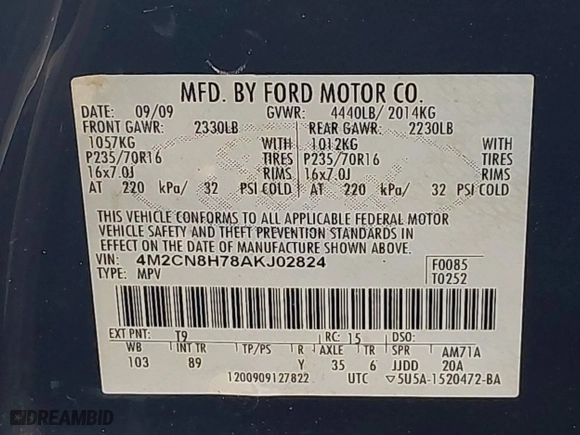 MFD. BY FORD MOTOR CO.
DATE: 09/09 GVWR: 4440LB/ 2014KG
FRONT GAWR: 2330LB REAR GAWR: 2230LB
1057KG WITH 1012KG WITH
P235/70R16 TIRES P235/70R16 TIRES
16x7.0J RIMS 16x7.0J RIMS
AT 220 kPa/ 32 PSI COLD AT 220 kPa/ 32 PSI COLD
THIS VEHICLE CONFORMS TO ALL APPLICABLE FEDERAL MOTOR
VEHICLE SAFETY AND THEFT PREVENTION STANDARDS IN
EFFECT ON THE DATE OF MANUFACTURE SHOWN ABOVE.
VIN: 4M2CN8H78AKJ02824 F0085
TYPE: MPV T0252
EXT PNT: T9 RC: 15 DSO:
WB INT TR TP/PS R AXLE TR SPR AM71A
103 89 Y 35 6 JJDD 20A
1200909127822 UTC ▽5U5A-1520472-BA
Ford
DREAMBID